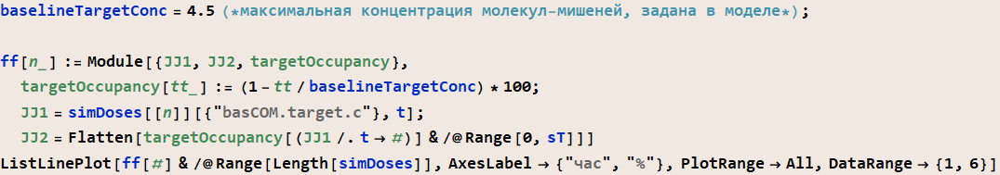 baselineTargetConc = 4.5 (*максимальная концентрация молекул-мишеней, задана в моделе*);
ff[n_] := Module[{JJ1, JJ2, targetOccupancy},
targetOccupancy[tt_] := (1 - tt / baselineTargetConc) * 100;
JJ1 = simDoses[[n]][{"basCOM.target.c"}, t];
JJ2 = Flatten[targetOccupancy[(JJ1 /. t → #)] & /@ Range[0, sT]]]
ListLinePlot[ff[#] & /@ Range[Length[simDoses]], AxesLabel → {"час", "%"}, PlotRange → All, DataRange → {1, 6}]